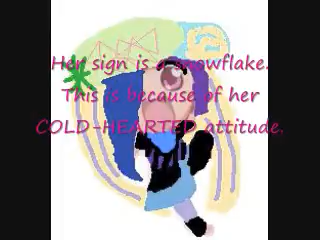 Her sign is a snowflake.
This is because of her
COLD-HEARTED attitude.